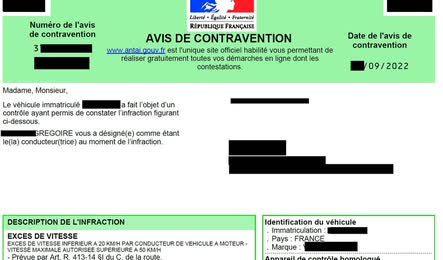 Liberté • Égalité • Fraternité
RÉPUBLIQUE FRANÇAISE
Numéro de l'avis
de contravention
3
AVIS DE CONTRAVENTION
www.antai.gouv.fr est l'unique site officiel habilité vous permettant de
réaliser gratuitement toutes vos démarches en ligne dont les
contestations.
Date de l'avis de
contravention
/09/2022
Madame, Monsieur,
Le véhicule immatriculé a fait l'objet d'un
contrôle ayant permis de constater l'infraction figurant
ci-dessous.
GREGOIRE vous a désigné(e) comme étant
le(la) conducteur(trice) au moment de l'infraction.
DESCRIPTION DE L'INFRACTION
EXCES DE VITESSE
EXCES DE VITESSE INFERIEUR A 20 KM/H PAR CONDUCTEUR DE VEHICULE A MOTEUR -
VITESSE MAXIMALE AUTORISEE SUPERIEURE A 50 KM/H
- Prévue par Art. R. 413-14 §I du C. de la route.
Identification du véhicule
. Immatriculation :
. Pays : FRANCE
. Marque :
Appareil de contrôle homologué